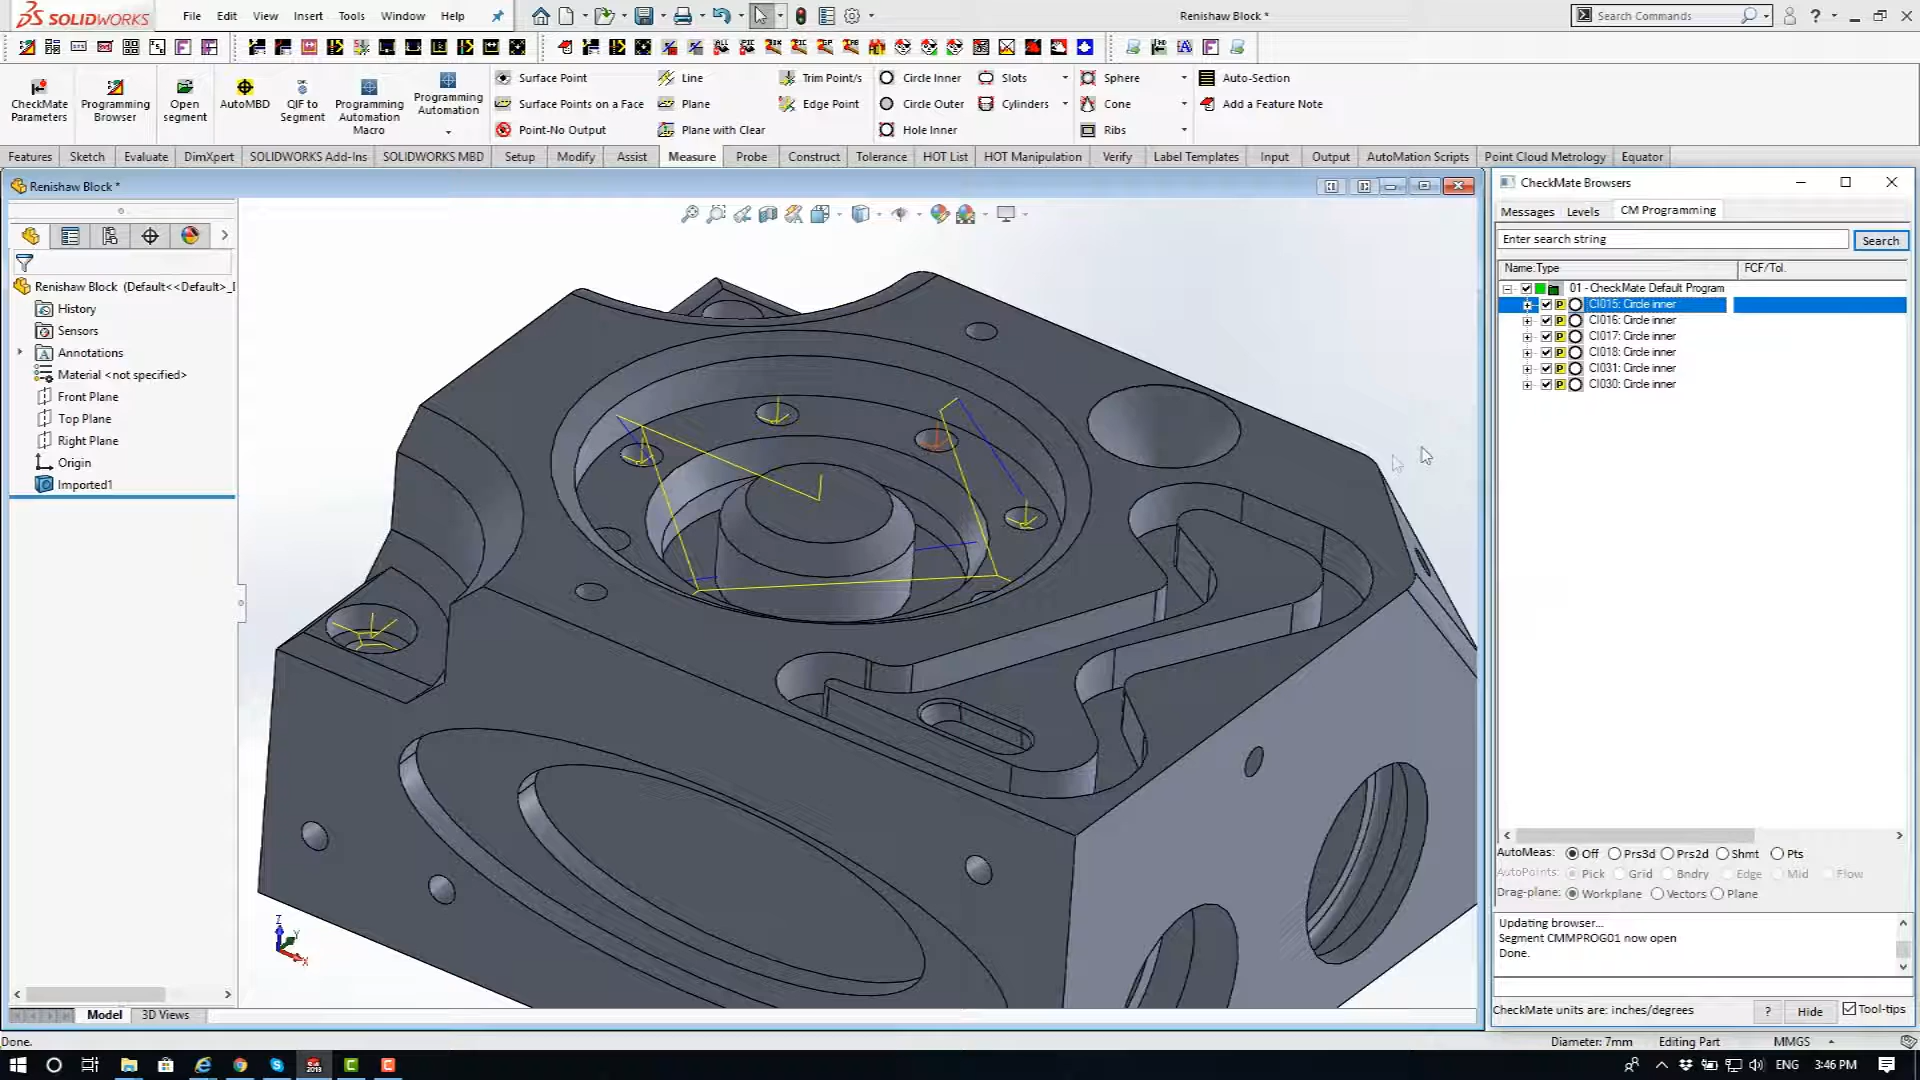 SOLIDWORKS
File Edit View Insert Tools Window Help
Renishaw Block *
Search Commands
CheckMate Parameters
Programming Browser
Open segment
AutoMBD
QIF to Segment
Programming Automation Macro
Programming Automation
Surface Point
Surface Points on a Face
Point-No Output
Line
Plane
Plane with Clear
Trim Point/s
Edge Point
Circle Inner
Circle Outer
Hole Inner
Slots
Cylinders
Sphere
Cone
Ribs
Auto-Section
Add a Feature Note
Features Sketch Evaluate DimXpert SOLIDWORKS Add-Ins SOLIDWORKS MBD Setup Modify Assist Measure Probe Construct Tolerance HOT List HOT Manipulation Verify Label Templates Input Output AutoMation Scripts Point Cloud Metrology Equator
Renishaw Block *
Renishaw Block (Default<<Default>_
History
Sensors
Annotations
Material <not specified>
Front Plane
Top Plane
Right Plane
Origin
Imported1
Z
Y
X
Model 3D Views
CheckMate Browsers
Messages Levels CM Programming
Enter search string
Search
Name:Type FCF/Tol.
01 - CheckMate Default Program
CI015: Circle inner
CI016: Circle inner
CI017: Circle inner
CI018: Circle inner
CI031: Circle inner
CI030: Circle inner
AutoMeas: Off Prs3d Prs2d Shmt Pts
AutoPoints: Pick Grid Bndry Edge Mid Flow
Drag-plane: Workplane Vectors Plane
Updating browser...
Segment CMMPROG01 now open
Done.
CheckMate units are: inches/degrees
? Hide Tool-tips
Done.
Diameter: 7mm Editing Part MMGS
ENG 3:46 PM